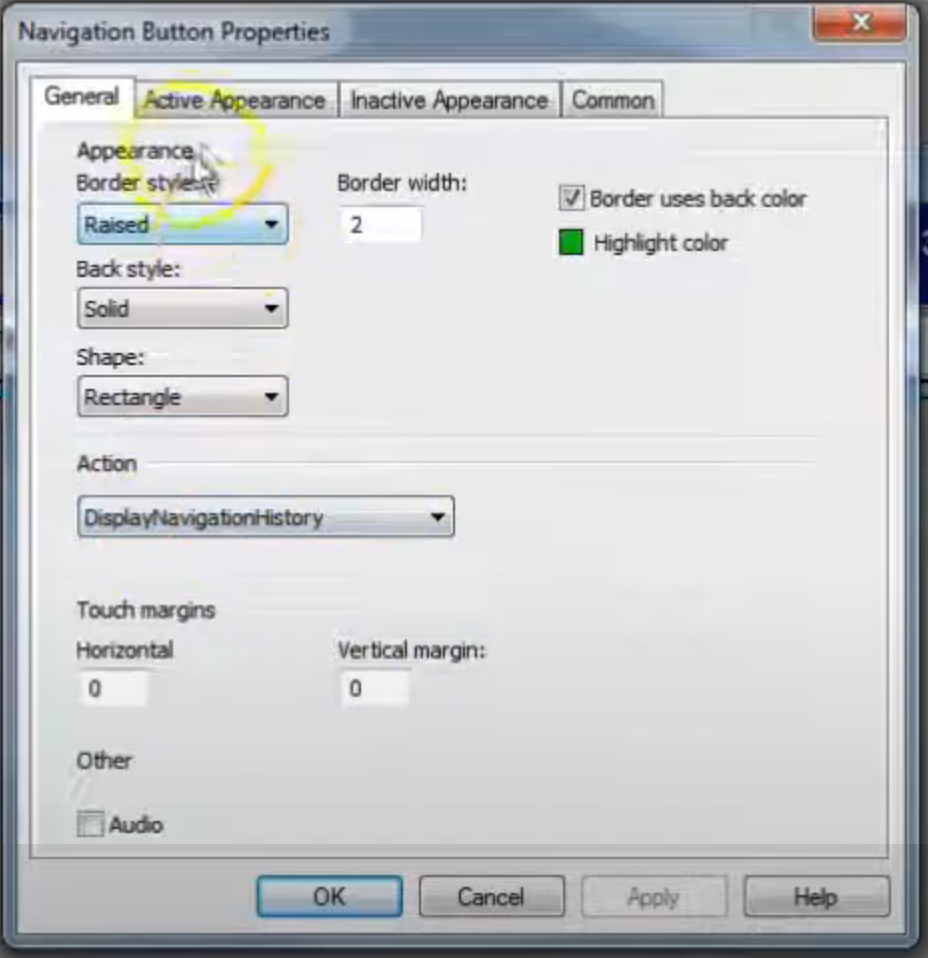 Navigation Button Properties
General Active Appearance Inactive Appearance Common
Appearance
Border style: Border width:
Raised 2 Border uses back color
Highlight color
Back style:
Solid
Shape:
Rectangle
Action
DisplayNavigationHistory
Touch margins
Horizontal Vertical margin:
0 0
Other
Audio
OK Cancel Apply Help